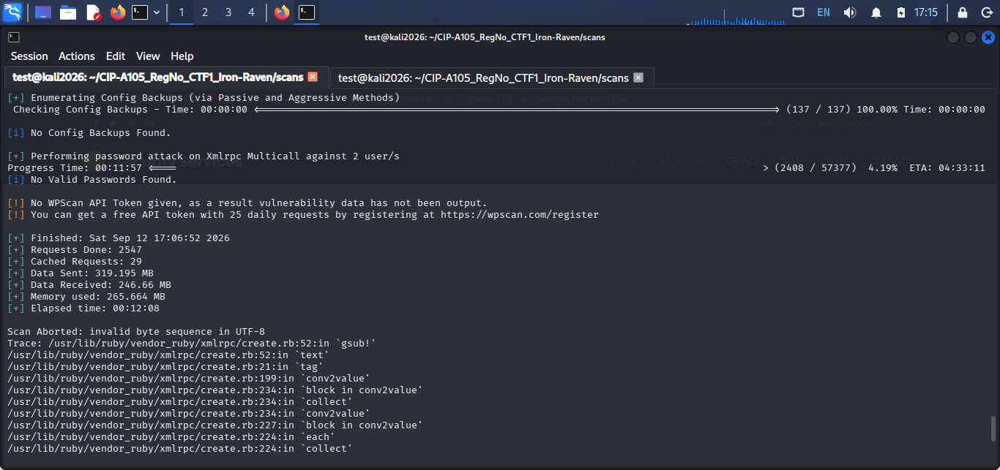 1 2 3 4 EN 17:15
test@kali2026: ~/CIP-A105_RegNo_CTF1_Iron-Raven/scans
Session Actions Edit View Help
test@kali2026: ~/CIP-A105_RegNo_CTF1_Iron-Raven/scans test@kali2026: ~/CIP-A105_RegNo_CTF1_Iron-Raven/scans
[+] Enumerating Config Backups (via Passive and Aggressive Methods)
Checking Config Backups - Time: 00:00:00 <==================================================> (137 / 137) 100.00% Time: 00:00:00
[i] No Config Backups Found.
[+] Performing password attack on Xmlrpc Multicall against 2 user/s
Progress Time: 00:11:57 <==== > (2408 / 57377) 4.19% ETA: 04:33:11
[i] No Valid Passwords Found.
[!] No WPScan API Token given, as a result vulnerability data has not been output.
[!] You can get a free API token with 25 daily requests by registering at https://wpscan.com/register
[+] Finished: Sat Sep 12 17:06:52 2026
[+] Requests Done: 2547
[+] Cached Requests: 29
[+] Data Sent: 319.195 MB
[+] Data Received: 246.66 MB
[+] Memory used: 265.664 MB
[+] Elapsed time: 00:12:08
Scan Aborted: invalid byte sequence in UTF-8
Trace: /usr/lib/ruby/vendor_ruby/xmlrpc/create.rb:52:in `gsub!'
/usr/lib/ruby/vendor_ruby/xmlrpc/create.rb:52:in `text'
/usr/lib/ruby/vendor_ruby/xmlrpc/create.rb:21:in `tag'
/usr/lib/ruby/vendor_ruby/xmlrpc/create.rb:199:in `conv2value'
/usr/lib/ruby/vendor_ruby/xmlrpc/create.rb:234:in `block in conv2value'
/usr/lib/ruby/vendor_ruby/xmlrpc/create.rb:234:in `collect'
/usr/lib/ruby/vendor_ruby/xmlrpc/create.rb:234:in `conv2value'
/usr/lib/ruby/vendor_ruby/xmlrpc/create.rb:227:in `block in conv2value'
/usr/lib/ruby/vendor_ruby/xmlrpc/create.rb:224:in `each'
/usr/lib/ruby/vendor_ruby/xmlrpc/create.rb:224:in `collect'